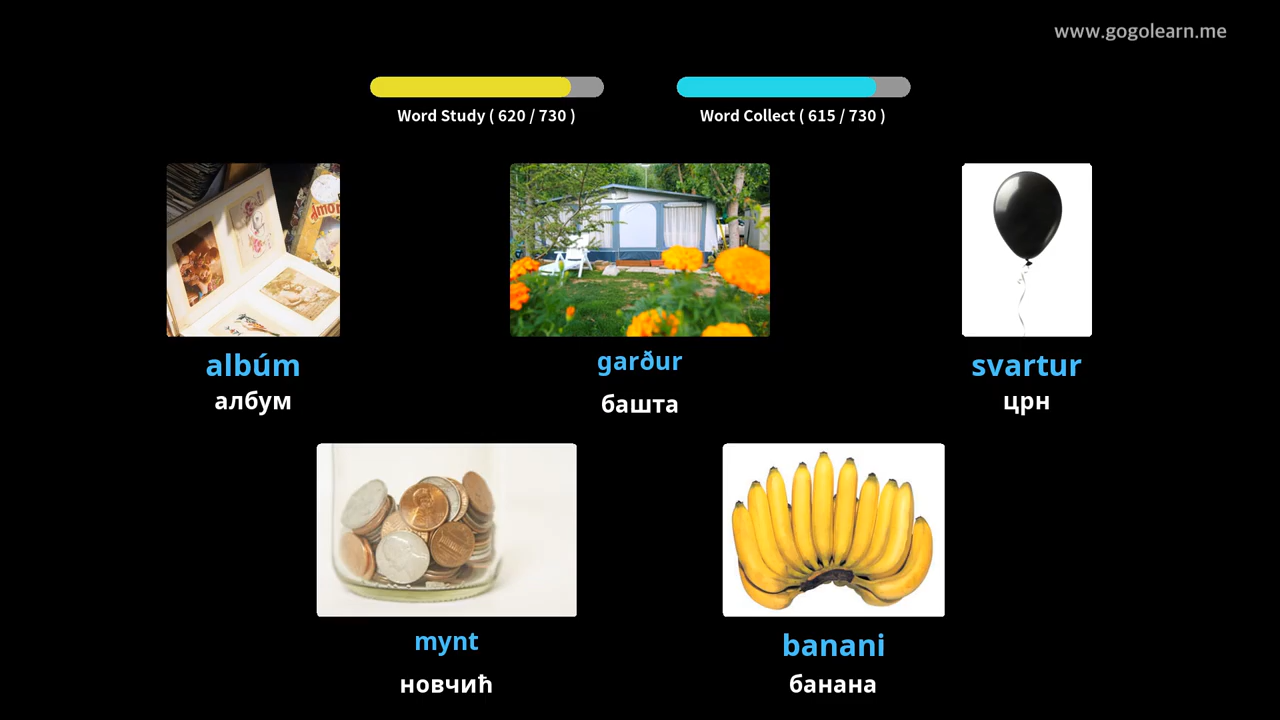 www.gogolearn.me
Word Study ( 620 / 730 )
Word Collect ( 615 / 730 )
albúm
албум
garður
башта
svartur
црн
mynt
новчић
banani
банана